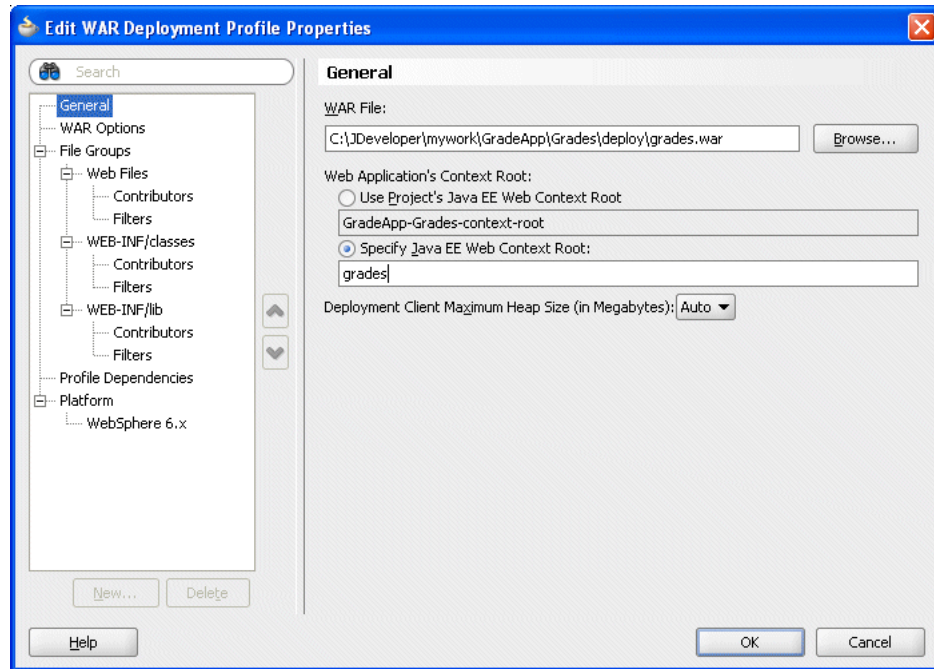 Edit WAR Deployment Profile Properties
Search
General
WAR Options
File Groups
Web Files
Contributors
Filters
WEB-INF/classes
Contributors
Filters
WEB-INF/lib
Contributors
Filters
Profile Dependencies
Platform
WebSphere 6.x
New...
Delete
General
WAR File:
C:\JDeveloper\mywork\GradeApp\Grades\deploy\grades.war
Browse...
Web Application's Context Root:
Use Project's Java EE Web Context Root
GradeApp-Grades-context-root
Specify Java EE Web Context Root:
grades
Deployment Client Maximum Heap Size (in Megabytes): Auto
Help
OK
Cancel